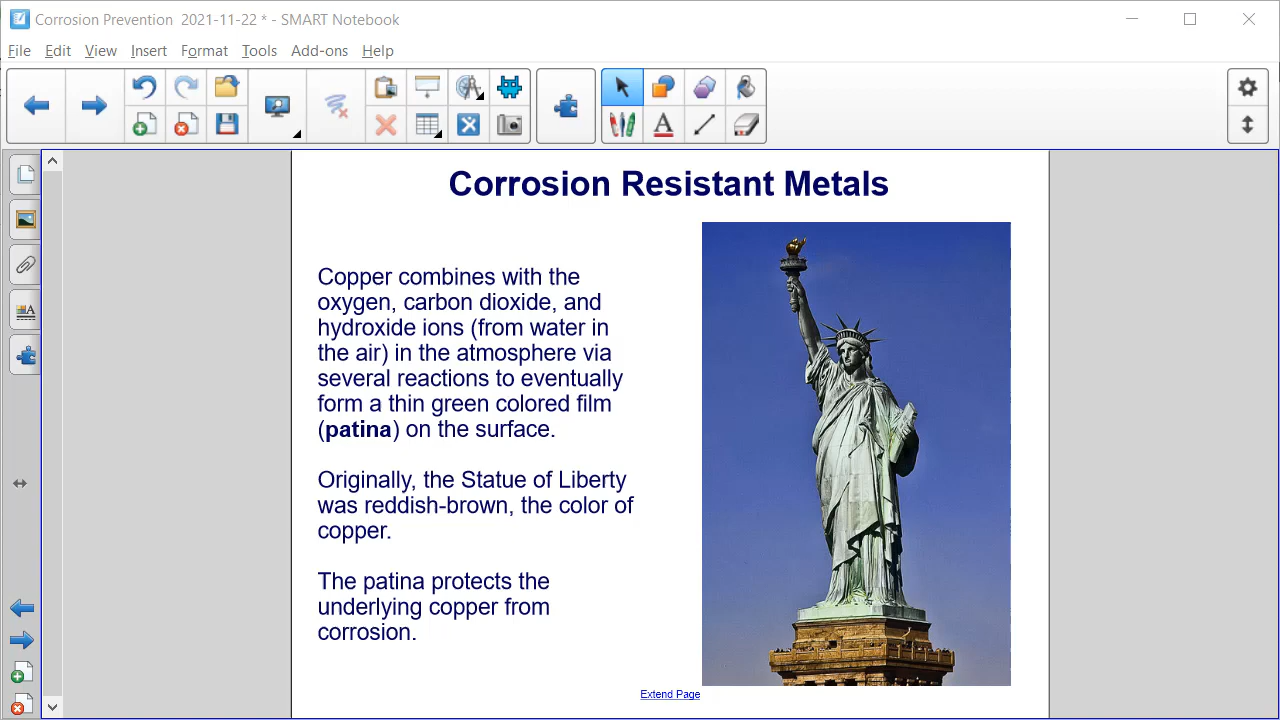 Corrosion Prevention  2021-11-22 * - SMART Notebook
File Edit View Insert Format Tools Add-ons Help
Corrosion Resistant Metals
Copper combines with the
oxygen, carbon dioxide, and
hydroxide ions (from water in
the air) in the atmosphere via
several reactions to eventually
form a thin green colored film
(patina) on the surface.
Originally, the Statue of Liberty
was reddish-brown, the color of
copper.
The patina protects the
underlying copper from
corrosion.
Extend Page